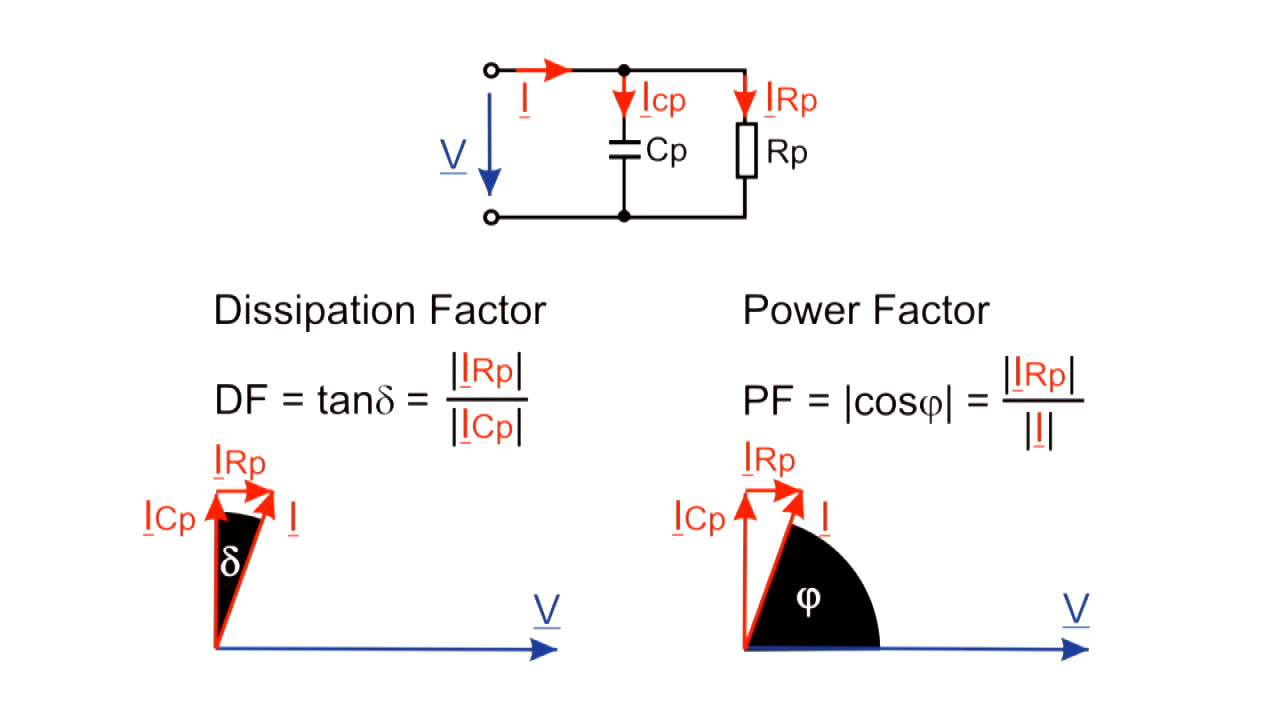 I
Icp
IRp
V
Cp
Rp
Dissipation Factor
Power Factor
DF = tanδ = |IRp| / |ICp|
PF = |cosφ| = |IRp| / |I|
IRp
ICp
I
δ
V
IRp
ICp
I
φ
V